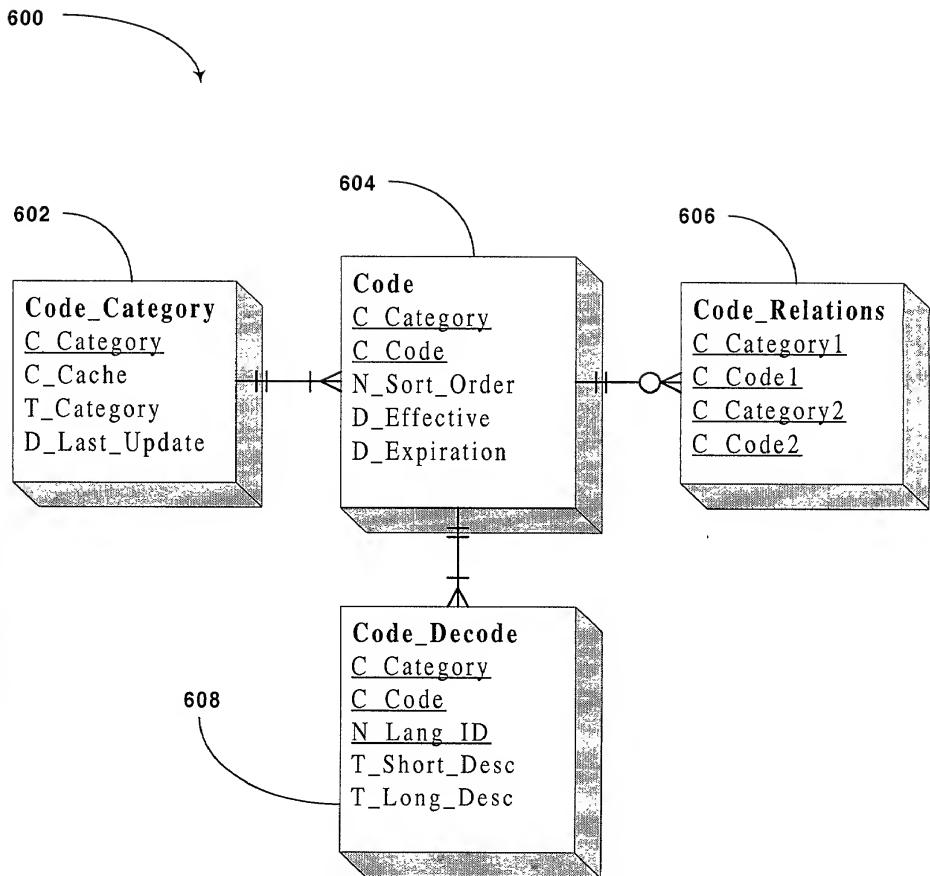 600
604
602
606
Code_Category
C_Category
C_Cache
T_Category
D_Last_Update
Code
C_Category
C_Code
N_Sort_Order
D_Effective
D_Expiration
Code_Relations
C_Category1
C_Code1
C_Category2
C_Code2
608
Code_Decode
C_Category
C_Code
N_Lang_ID
T_Short_Desc
T_Long_Desc